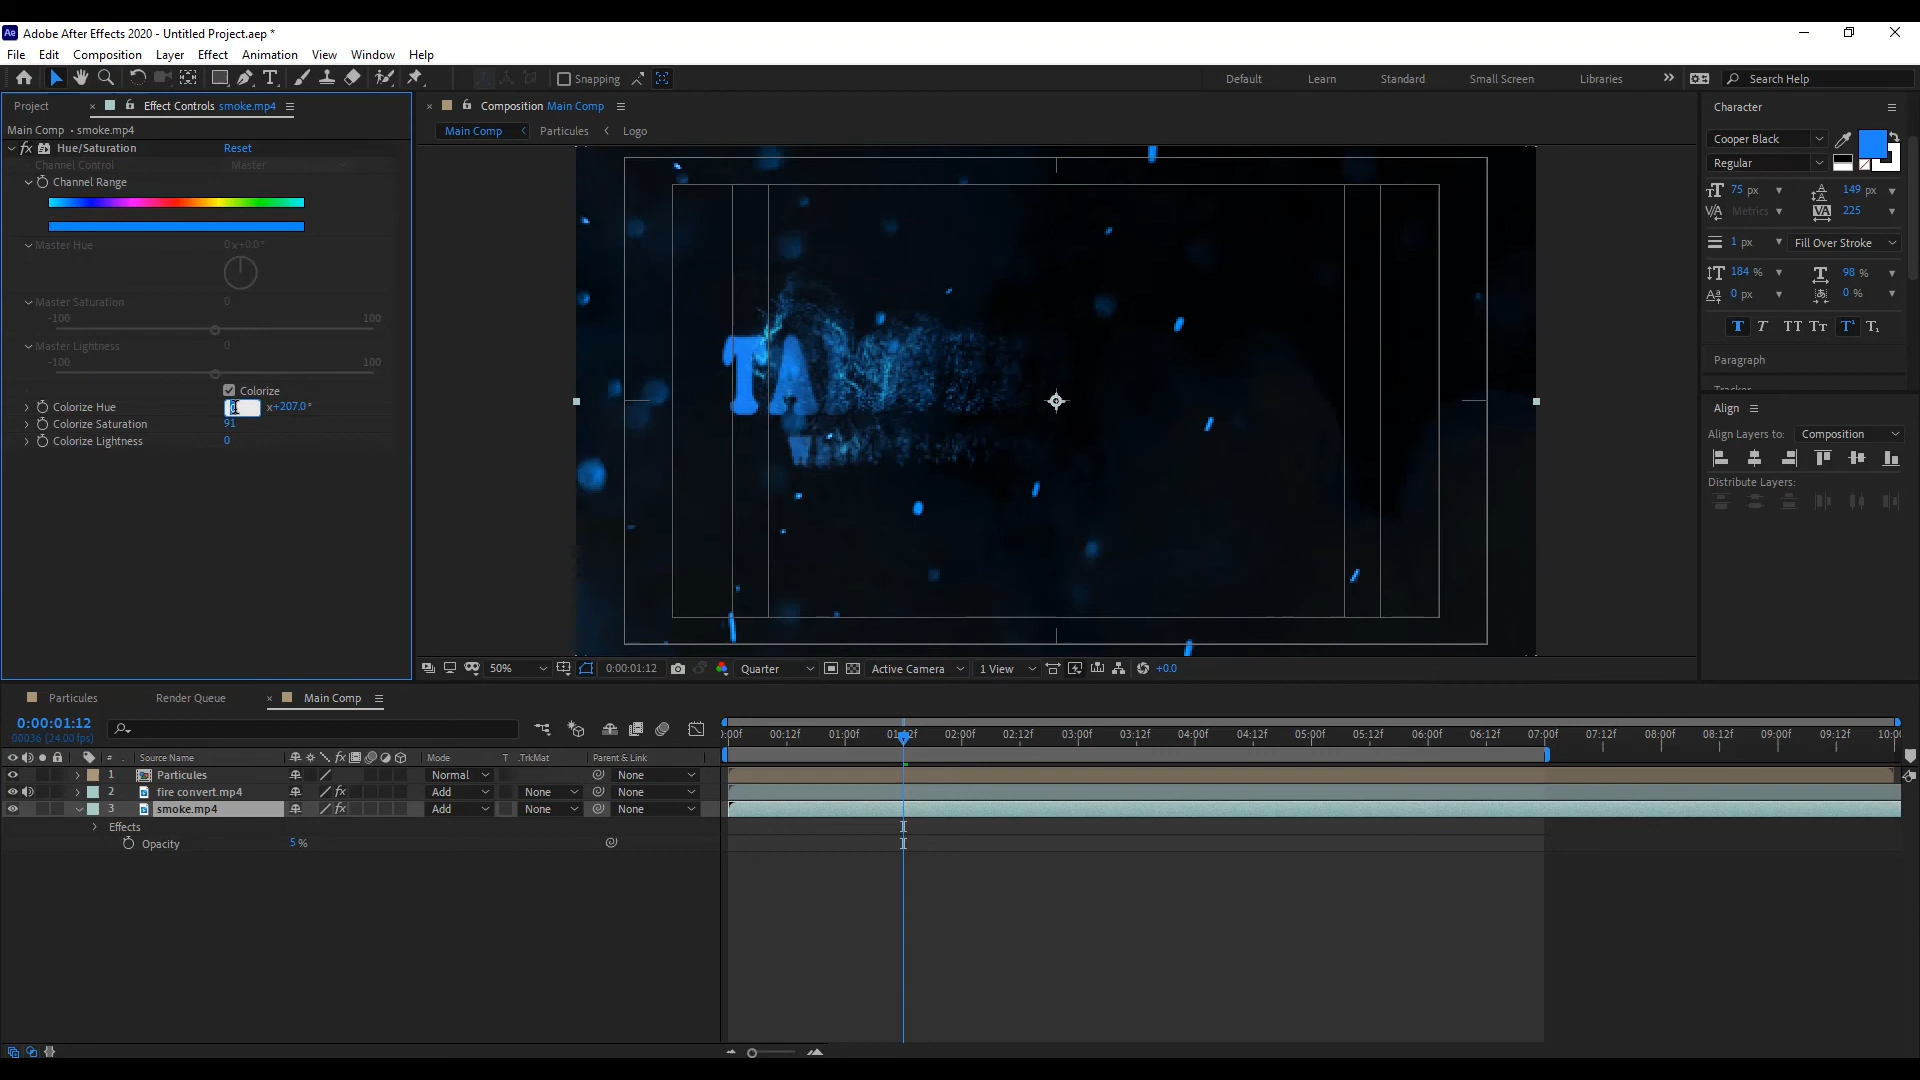 Ae Adobe After Effects 2020 - Untitled Project.aep *
File Edit Composition Layer Effect Animation View Window Help
Snapping Default Learn Standard Small Screen Libraries Search Help
Project Effect Controls smoke.mp4 Composition Main Comp Character
Main Comp • smoke.mp4 Main Comp Particules Logo
Hue/Saturation Reset Cooper Black
Channel Control Master Regular
Channel Range 75 px 149 px
Metrics 225
Master Hue 0 x +0.0 ° 1 px Fill Over Stroke
184 % 98 %
0 px 0 %
Master Saturation 0
-100 100
Master Lightness 0
-100 100 Paragraph
Colorize Tracker
Colorize Hue x +207.0 ° Align
Colorize Saturation 91 Align Layers to: Composition
Colorize Lightness 0
Distribute Layers:
TA
W
50% 0:00:01:12 Quarter Active Camera 1 View +0.0
Particules Render Queue Main Comp
0:00:01:12
00036 (24.00 fps)
):00f 00:12f 01:00f 02:00f 02:12f 03:00f 03:12f 04:00f 04:12f 05:00f 05:12f 06:00f 06:12f 07:00f 07:12f 08:00f 08:12f 09:00f 09:12f 10:00
# Source Name Mode T .TrkMat Parent & Link
1 Particules Normal None
2 fire convert.mp4 Add None None
3 smoke.mp4 Add None None
Effects
Opacity 5 %